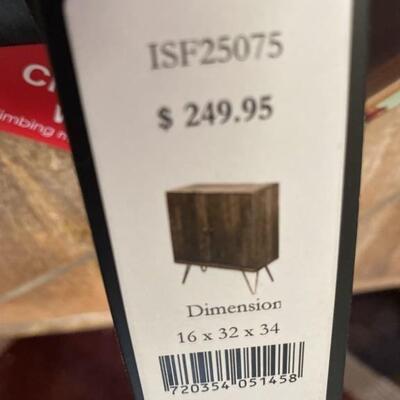 ISF25075
$ 249.95
Dimension
16 x 32 x 34
720354 051458